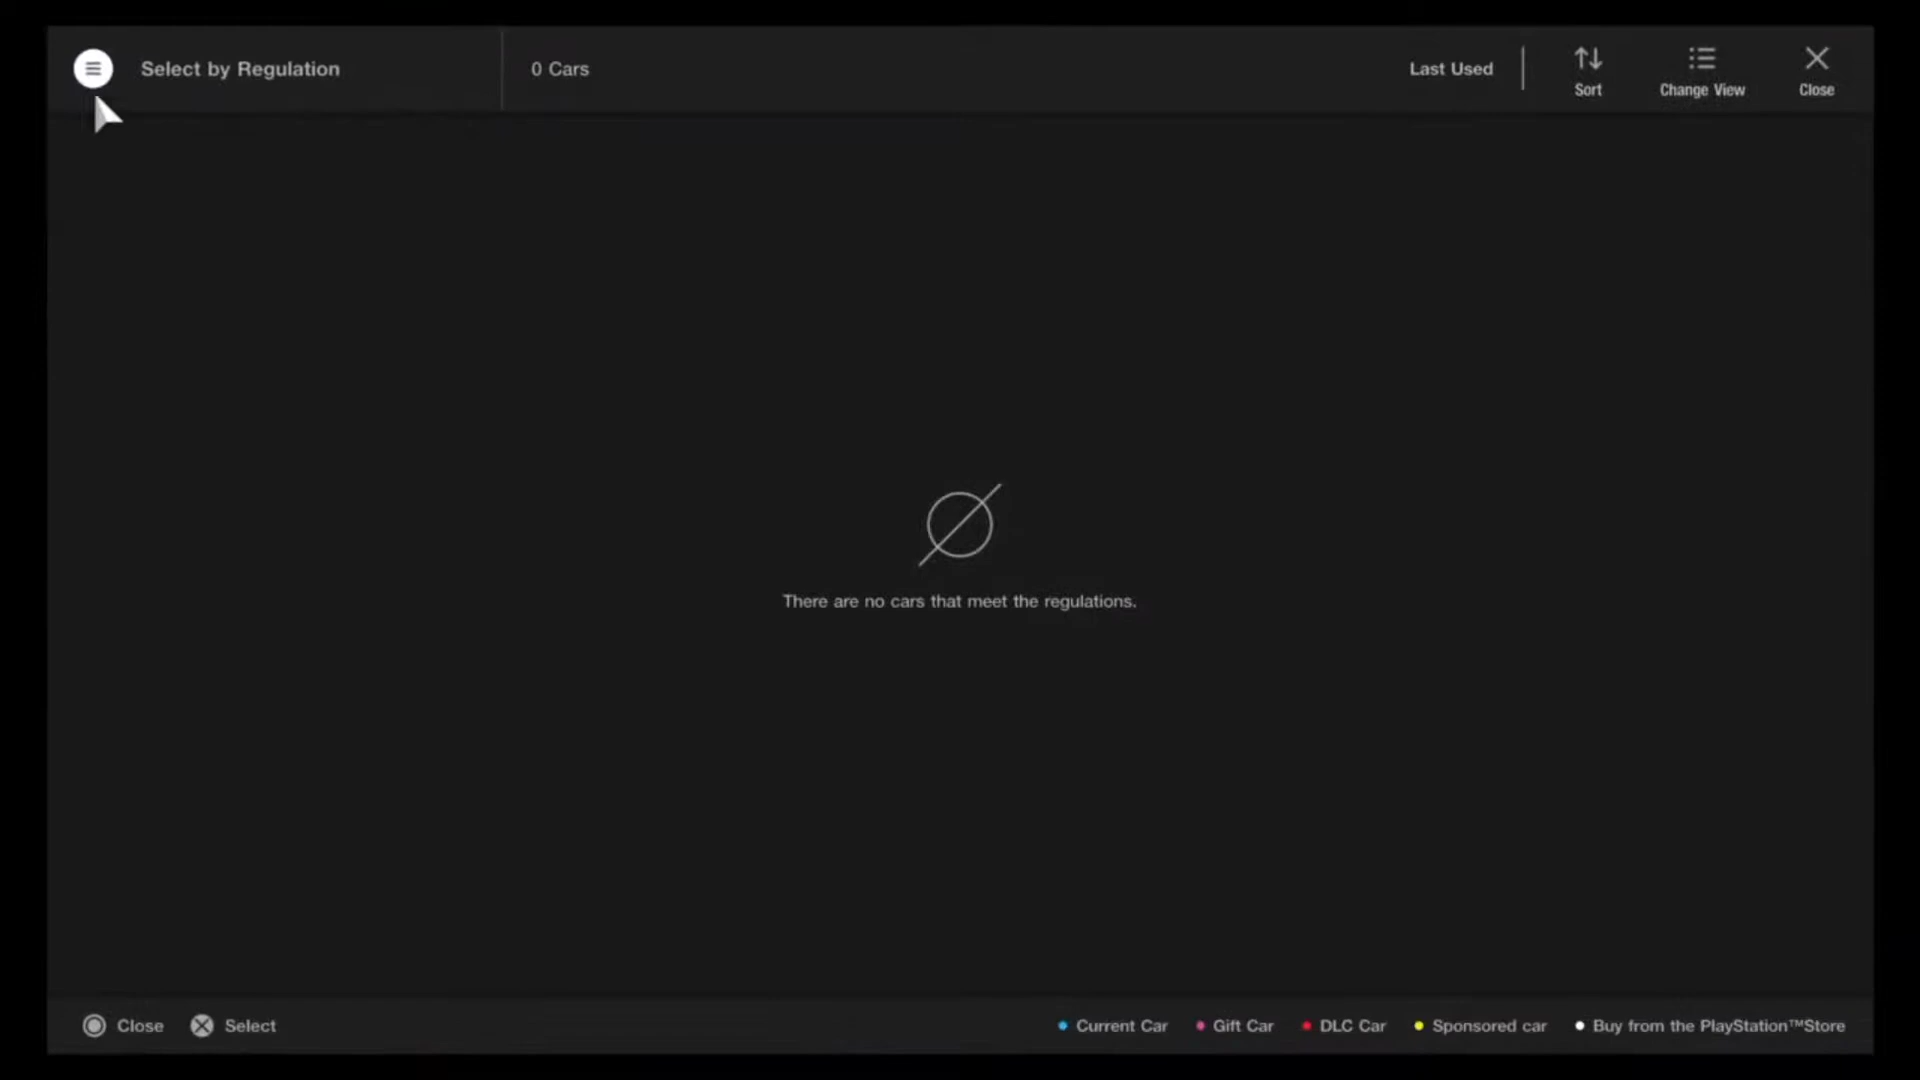 Select by Regulation
0 Cars
Last Used
Sort
Change View
Close
There are no cars that meet the regulations.
Close
Select
Current Car
Gift Car
DLC Car
Sponsored car
Buy from the PlayStation™Store